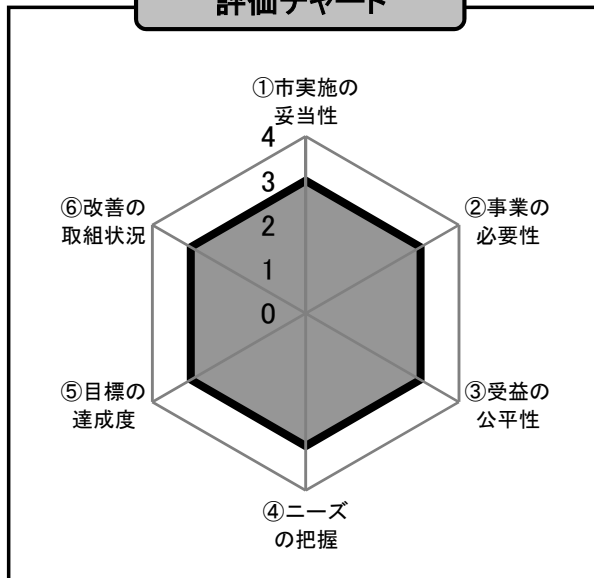 評価チャート
①市実施の
妥当性
4
3
2
1
0
②事業の
必要性
③受益の
公平性
④ニーズ
の把握
⑤目標の
達成度
⑥改善の
取組状況